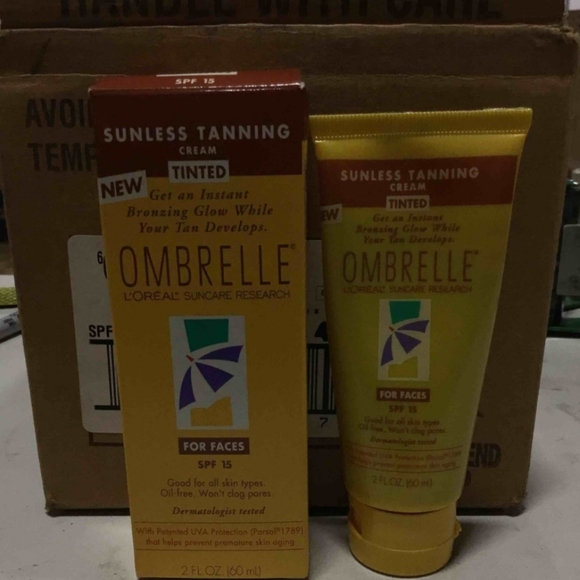 HANDLE WITH CARE
AVOI
TEMP
SPF 15
SUNLESS TANNING
CREAM
TINTED
NEW
Get an Instant
Bronzing Glow While
Your Tan Develops.
OMBRELLE
L'ORÉAL SUNCARE RESEARCH
FOR FACES
SPF 15
Good for all skin types.
Oil-free. Won't clog pores.
Dermatologist tested
With Patented UVA Protection (Parsol® 1789)
that helps prevent premature skin aging.
2 FL. OZ. (60 mL)
SUNLESS TANNING
CREAM
TINTED
NEW
Get an Instant
Bronzing Glow While
Your Tan Develops.
OMBRELLE
L'ORÉAL SUNCARE RESEARCH
FOR FACES
SPF 15
Good for all skin types
Oil-free. Won't clog pores.
Dermatologist tested
2 FL. OZ. (60 mL)
SPF
7
END